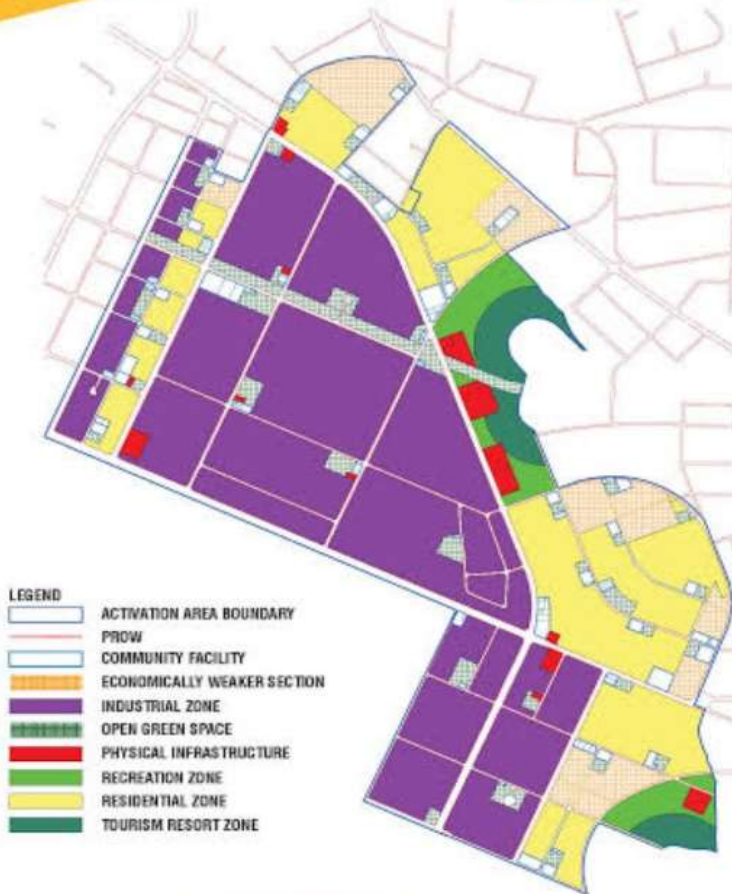 LEGEND
ACTIVATION AREA BOUNDARY
PROW
COMMUNITY FACILITY
ECONOMICALLY WEAKER SECTION
INDUSTRIAL ZONE
OPEN GREEN SPACE
PHYSICAL INFRASTRUCTURE
RECREATION ZONE
RESIDENTIAL ZONE
TOURISM RESORT ZONE